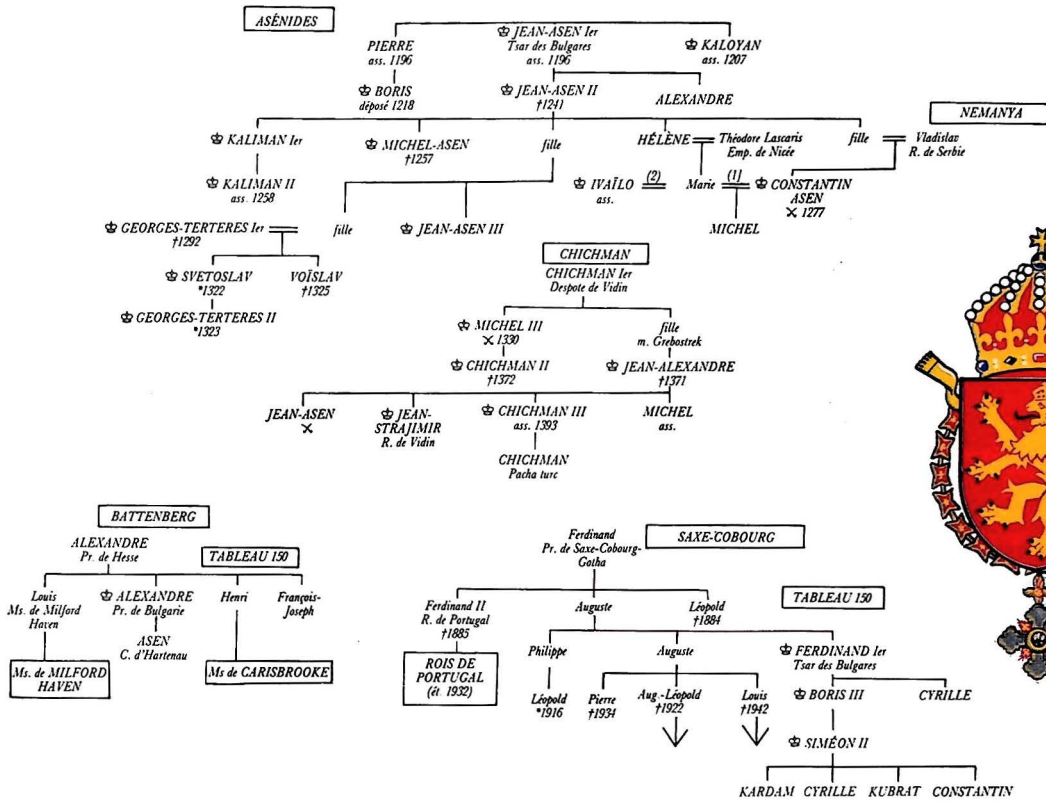 ASÉNIDES
PIERRE
ass. 1196
JEAN-ASEN Ier
Tsar des Bulgares
ass. 1196
KALOYAN
ass. 1207
BORIS
déposé 1218
JEAN-ASEN II
†1241
ALEXANDRE
NEMANYA
KALIMAN Ier
MICHEL-ASEN
†1257
fille
HÉLÈNE
Théodore Lascaris
Emp. de Nicée
fille
Vladislav
R. de Serbie
KALIMAN II
ass. 1258
IVAÏLO
ass.
(2)
Marie
(1)
CONSTANTIN
ASEN
X 1277
GEORGES-TERTERES Ier
†1292
fille
JEAN-ASEN III
MICHEL
SVETOSLAV
*1322
VOÏSLAV
†1325
CHICHMAN
CHICHMAN Ier
Despote de Vidin
GEORGES-TERTERES II
*1323
MICHEL III
X 1330
fille
m. Grebostrek
CHICHMAN II
†1372
JEAN-ALEXANDRE
†1371
JEAN-ASEN
X
JEAN-
STRAJIMIR
R. de Vidin
CHICHMAN III
ass. 1393
MICHEL
ass.
CHICHMAN
Pacha turc
BATTENBERG
ALEXANDRE
Pr. de Hesse
TABLEAU 150
Louis
Ms. de Milford
Haven
ALEXANDRE
Pr. de Bulgarie
Henri
François-
Joseph
ASEN
C. d'Hartenau
Ms. de MILFORD
HAVEN
Ms de CARISBROOKE
Ferdinand
Pr. de Saxe-Cobourg-
Gotha
SAXE-COBOURG
Ferdinand II
R. de Portugal
†1885
Auguste
Léopold
†1884
TABLEAU 150
ROIS DE
PORTUGAL
(ét. 1932)
Philippe
Auguste
FERDINAND Ier
Tsar des Bulgares
Léopold
*1916
Pierre
†1934
Aug.-Léopold
†1922
Louis
†1942
BORIS III
CYRILLE
SIMÉON II
KARDAM
CYRILLE
KUBRAT
CONSTANTIN